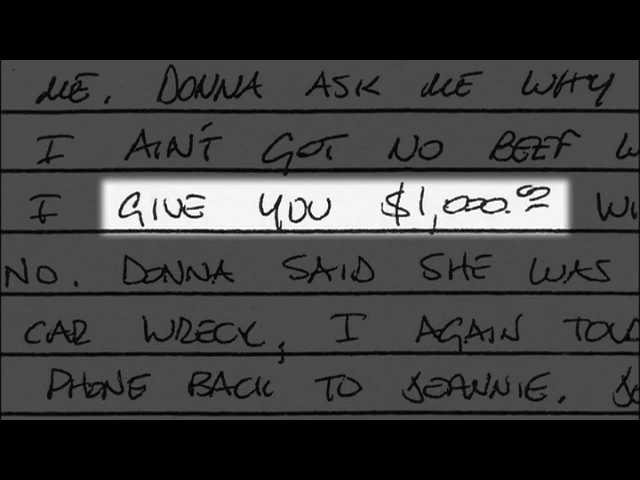 ME. DONNA ASK ME WHY
I AIN'T GOT NO BEEF
I GIVE YOU $1,000.00
NO. DONNA SAID SHE WAS
CAR WRECK, I AGAIN
PHONE BACK TO JEANNIE.